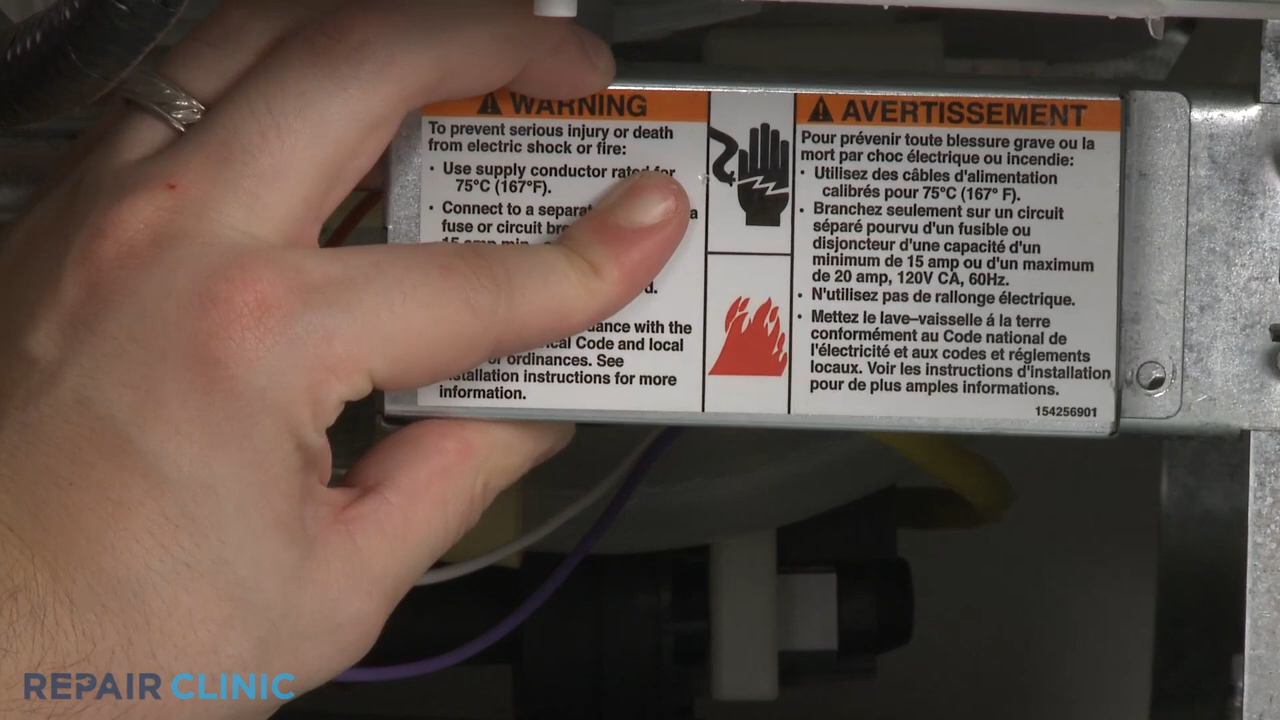 WARNING
To prevent serious injury or death
from electric shock or fire:
· Use supply conductor rated for
75°C (167°F).
· Connect to a
fuse or circuit
15 amp min.
with the
Code and local
ordinances. See
installation instructions for more
information.
AVERTISSEMENT
Pour prévenir toute blessure grave ou la
mort par choc électrique ou incendie:
· Utilisez des câbles d'alimentation
calibrés pour 75°C (167° F).
· Branchez seulement sur un circuit
séparé pourvu d'un fusible ou
disjoncteur d'une capacité d'un
minimum de 15 amp ou d'un maximum
de 20 amp, 120V CA, 60Hz.
· N'utilisez pas de rallonge électrique.
· Mettez le lave-vaisselle á la terre
conformément au Code national de
l'électricité et aux codes et réglements
locaux. Voir les instructions d'installation
pour de plus amples informations.
154256901
REPAIR CLINIC